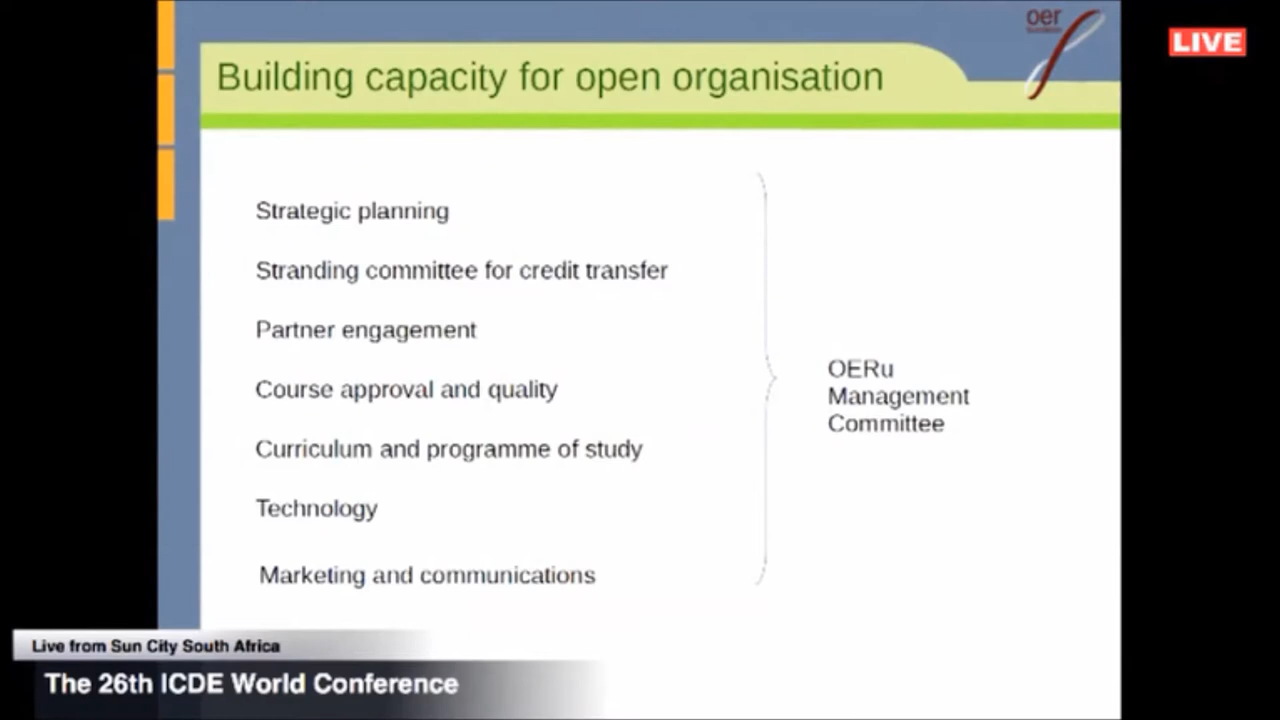 oer
LIVE
Building capacity for open organisation
Strategic planning
Stranding committee for credit transfer
Partner engagement
Course approval and quality
Curriculum and programme of study
Technology
Marketing and communications
OERu
Management
Committee
Live from Sun City South Africa
The 26th ICDE World Conference